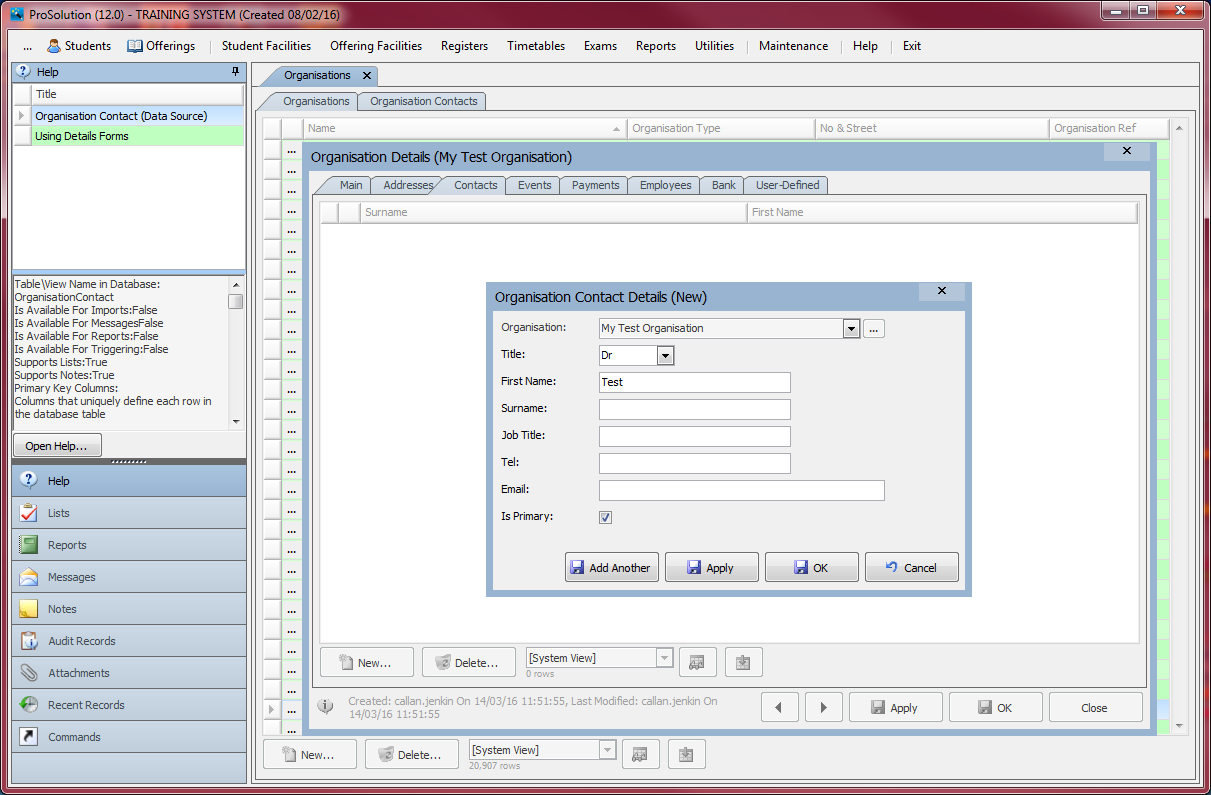 ProSolution (12.0) - TRAINING SYSTEM (Created 08/02/16)
... Students Offerings Student Facilities Offering Facilities Registers Timetables Exams Reports Utilities Maintenance Help Exit
Help
Title
Organisation Contact (Data Source)
Using Details Forms
Table\View Name in Database:
OrganisationContact
Is Available For Imports:False
Is Available For MessagesFalse
Is Available For Reports:False
Is Available For Triggering:False
Supports Lists:True
Supports Notes:True
Primary Key Columns:
Columns that uniquely define each row in
the database table
Open Help...
Help
Lists
Reports
Messages
Notes
Audit Records
Attachments
Recent Records
Commands
Organisations
Organisations Organisation Contacts
Name Organisation Type No & Street Organisation Ref
Organisation Details (My Test Organisation)
Main Addresses Contacts Events Payments Employees Bank User-Defined
Surname First Name
Organisation Contact Details (New)
Organisation: My Test Organisation ...
Title: Dr
First Name: Test
Surname:
Job Title:
Tel:
Email:
Is Primary:
Add Another Apply OK Cancel
New... Delete... [System View]
0 rows
Created: callan.jenkin On 14/03/16 11:51:55, Last Modified: callan.jenkin On
14/03/16 11:51:55
Apply OK Close
New... Delete... [System View]
20,907 rows